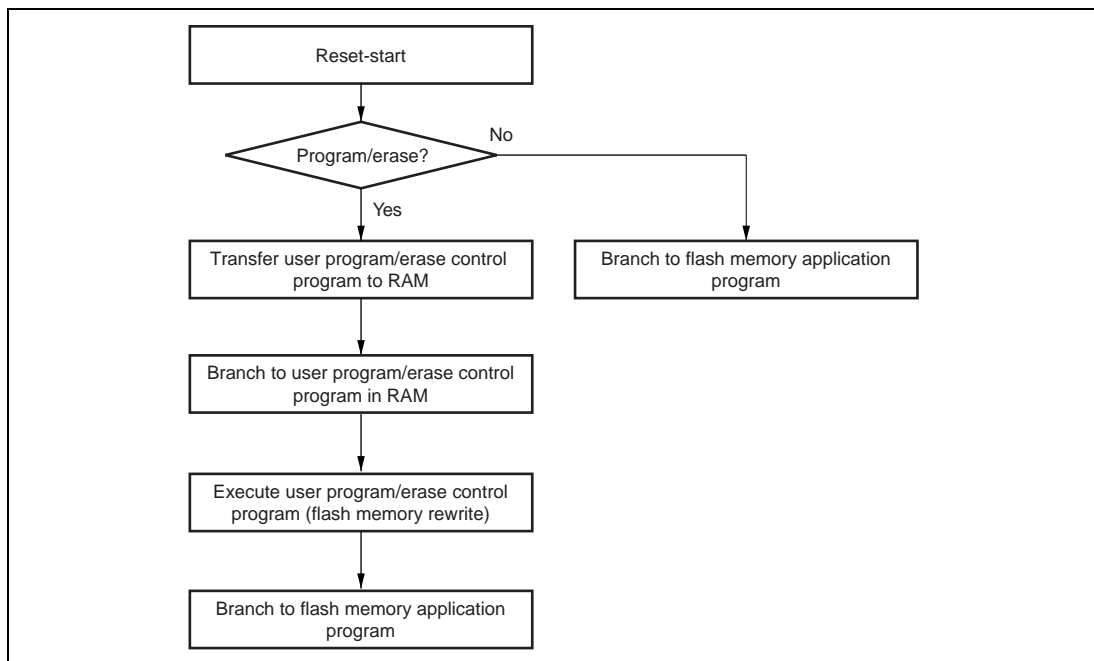 Reset-start
Program/erase?
No
Yes
Transfer user program/erase control
program to RAM
Branch to flash memory application
program
Branch to user program/erase control
program in RAM
Execute user program/erase control
program (flash memory rewrite)
Branch to flash memory application
program